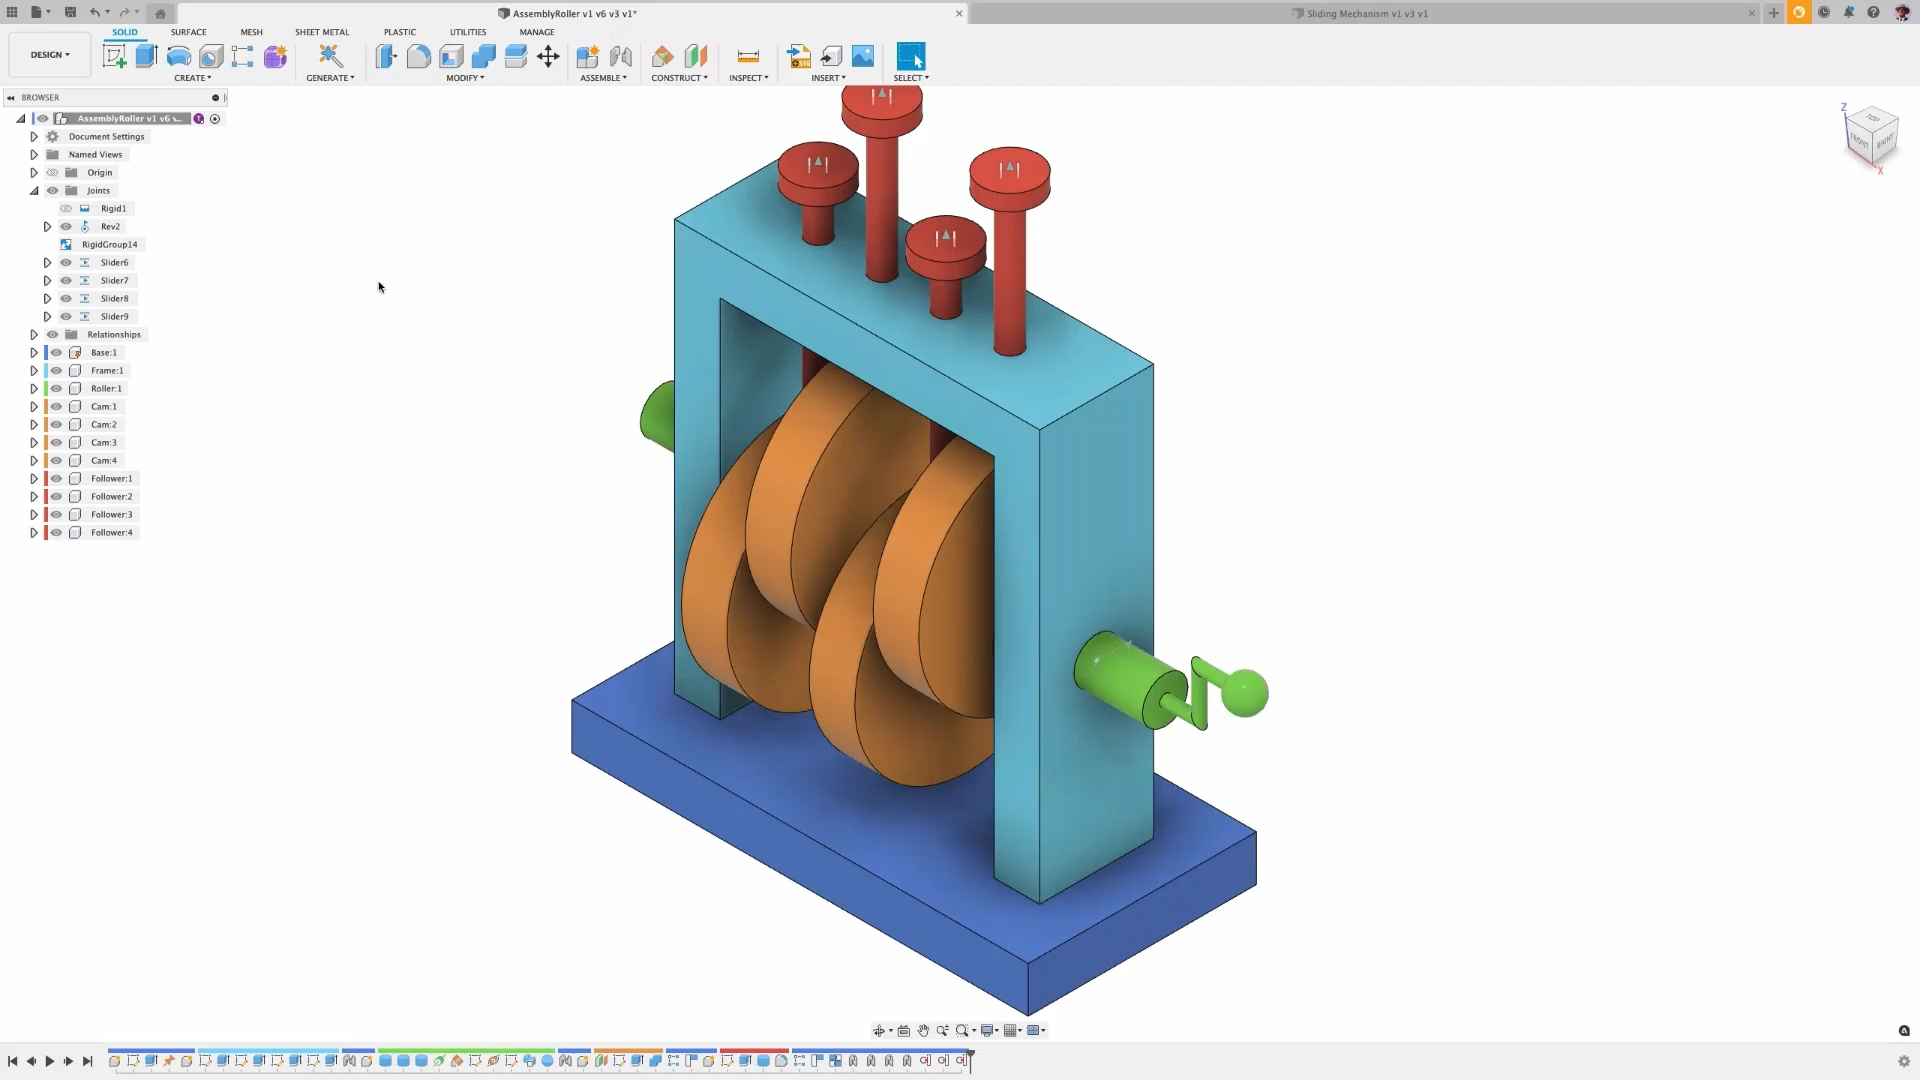 AssemblyRoller v1 v6 v3 v1*
Sliding Mechanism v1 v3 v1
DESIGN
SOLID SURFACE MESH SHEET METAL PLASTIC UTILITIES MANAGE
CREATE GENERATE MODIFY ASSEMBLE CONSTRUCT INSPECT INSERT SELECT
BROWSER
AssemblyRoller v1 v6 v...
Document Settings
Named Views
Origin
Joints
Rigid1
Rev2
RigidGroup14
Slider6
Slider7
Slider8
Slider9
Relationships
Base:1
Frame:1
Roller:1
Cam:1
Cam:2
Cam:3
Cam:4
Follower:1
Follower:2
Follower:3
Follower:4
Z
TOP
FRONT RIGHT
X